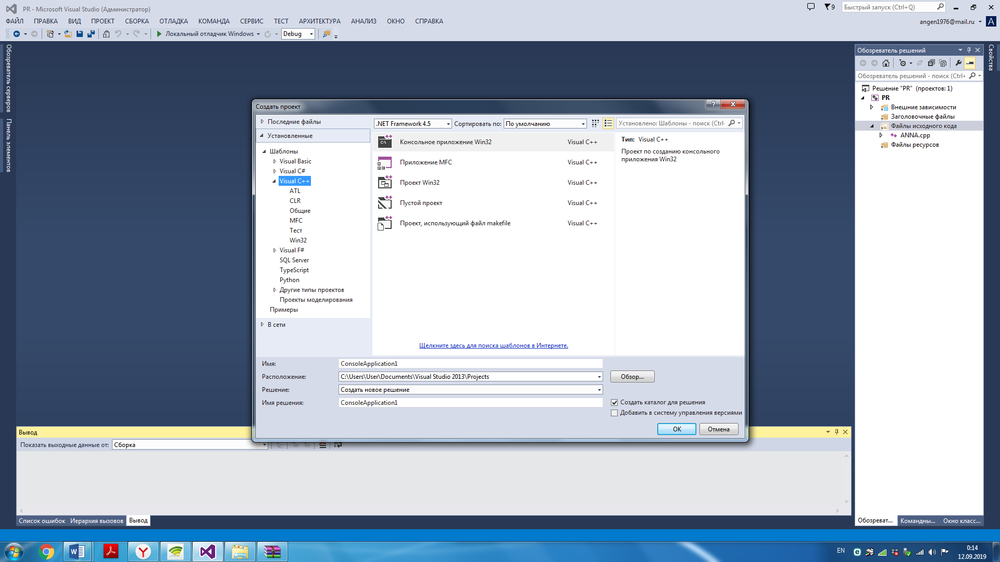 PR - Microsoft Visual Studio (Администратор)
9
Быстрый запуск (Ctrl+Q)
ФАЙЛ ПРАВКА ВИД ПРОЕКТ СБОРКА ОТЛАДКА КОМАНДА СЕРВИС ТЕСТ АРХИТЕКТУРА АНАЛИЗ ОКНО СПРАВКА
angen1976@mail.ru
A
Локальный отладчик Windows
Debug
Обозреватель серверов
Панель элементов
Создать проект
?
Последние файлы
Установленные
Шаблоны
Visual Basic
Visual C#
Visual C++
ATL
CLR
Общие
MFC
Тест
Win32
Visual F#
SQL Server
TypeScript
Python
Другие типы проектов
Проекты моделирования
Примеры
В сети
.NET Framework 4.5
Сортировать по:
По умолчанию
Установлено: Шаблоны - поиск (Ctrl-
Консольное приложение Win32 Visual C++
Приложение MFC Visual C++
Проект Win32 Visual C++
Пустой проект Visual C++
Проект, использующий файл makefile Visual C++
Щелкните здесь для поиска шаблонов в Интернете.
Тип: Visual C++
Проект по созданию консольного
приложения Win32
Имя: ConsoleApplication1
Расположение: C:\Users\User\Documents\Visual Studio 2013\Projects
Обзор...
Решение: Создать новое решение
Имя решения: ConsoleApplication1
Создать каталог для решения
Добавить в систему управления версиями
OK
Отмена
Обозреватель решений
Обозреватель решений - поиск (Ctrl+
Решение "PR" (проектов: 1)
PR
Внешние зависимости
Заголовочные файлы
Файлы исходного кода
ANNA.cpp
Файлы ресурсов
Свойства
Вывод
Показать выходные данные от: Сборка
Список ошибок Иерархия вызовов Вывод
Обозреват... Командны... Окно класс...
EN
0:14
12.09.2019